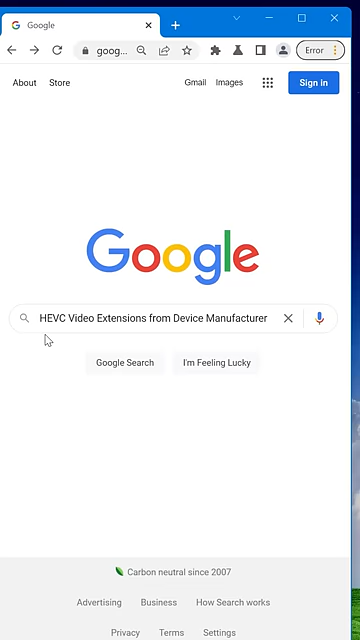 Google
goog...
Error
About Store Gmail Images Sign in
Google
HEVC Video Extensions from Device Manufacturer
Google Search I'm Feeling Lucky
Carbon neutral since 2007
Advertising Business How Search works
Privacy Terms Settings